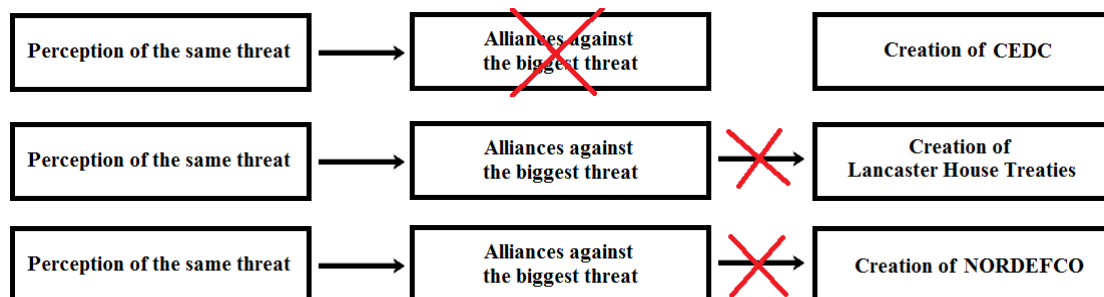 Perception of the same threat
Alliances against
the biggest threat
Creation of CEDC
Perception of the same threat
Alliances against
the biggest threat
Creation of
Lancaster House Treaties
Perception of the same threat
Alliances against
the biggest threat
Creation of NORDEFCO